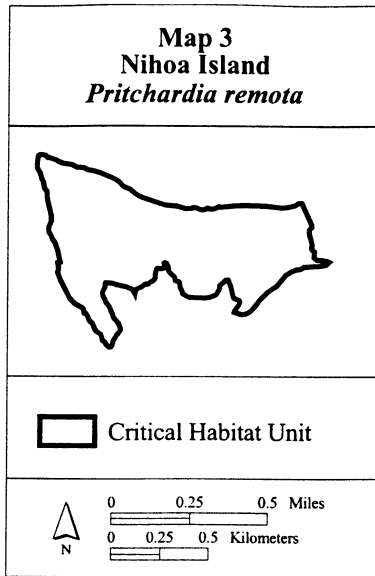 Map 3
Nihoa Island
Pritchardia remota
Critical Habitat Unit
0 0.25 0.5 Miles
0 0.25 0.5 Kilometers
N